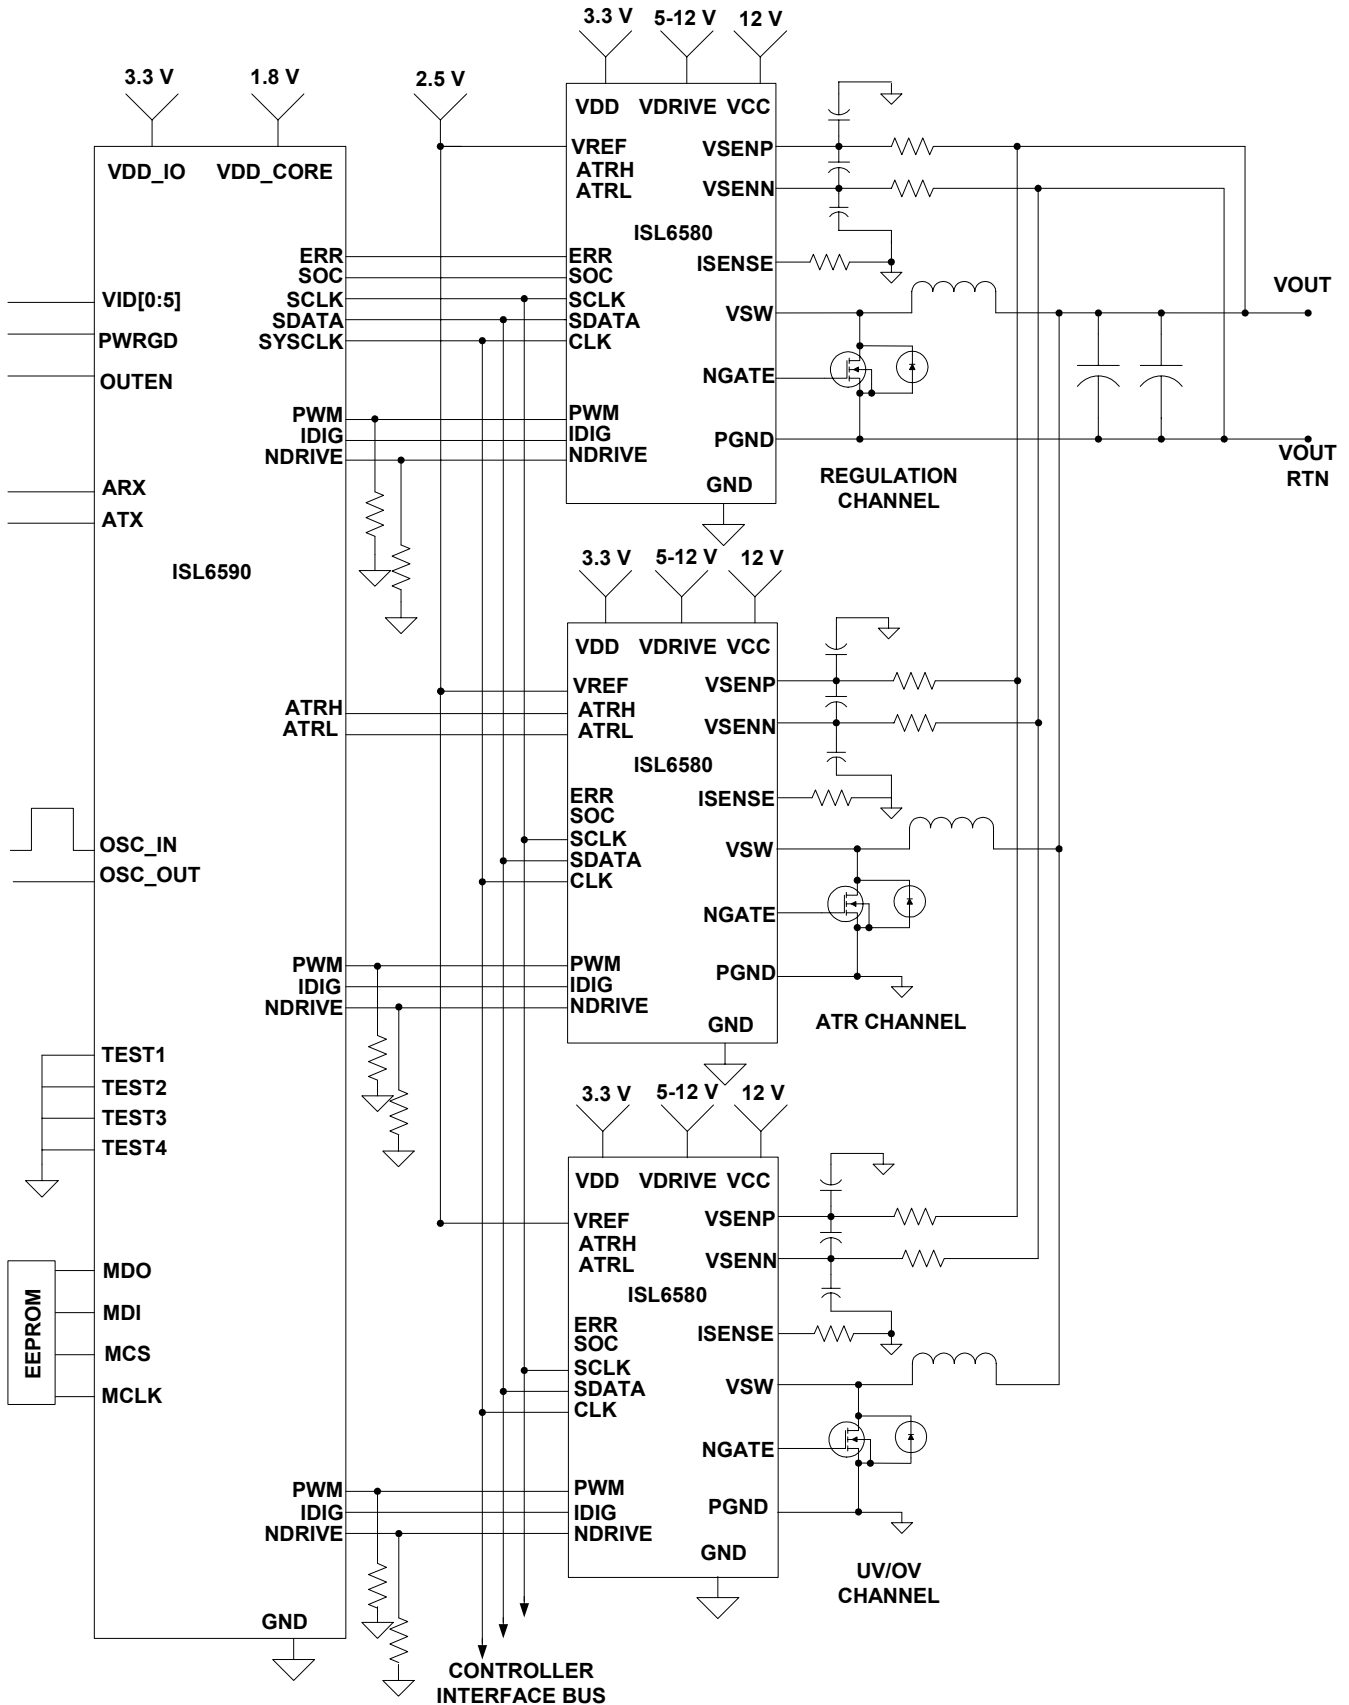 3.3 V
5-12 V
12 V
3.3 V
1.8 V
2.5 V
VDD_IO
VDD_CORE
ERR
SOC
SCLK
SDATA
SYSCLK
PWM
IDIG
NDRIVE
VID[0:5]
PWRGD
OUTEN
ARX
ATX
ISL6590
ATRH
ATRL
OSC_IN
OSC_OUT
PWM
IDIG
NDRIVE
TEST1
TEST2
TEST3
TEST4
EEPROM
MDO
MDI
MCS
MCLK
PWM
IDIG
NDRIVE
GND
VDD
VDRIVE
VCC
VREF
ATRH
ATRL
VSENP
VSENN
ISL6580
ISENSE
ERR
SOC
SCLK
SDATA
CLK
VSW
NGATE
PWM
IDIG
NDRIVE
PGND
GND
REGULATION
CHANNEL
VOUT
VOUT
RTN
3.3 V
5-12 V
12 V
VDD
VDRIVE
VCC
VREF
ATRH
ATRL
VSENP
VSENN
ISL6580
ERR
SOC
SCLK
SDATA
CLK
ISENSE
VSW
NGATE
PWM
IDIG
NDRIVE
PGND
GND
ATR CHANNEL
3.3 V
5-12 V
12 V
VDD
VDRIVE
VCC
VREF
ATRH
ATRL
VSENP
VSENN
ISL6580
ERR
SOC
SCLK
SDATA
CLK
ISENSE
VSW
NGATE
PWM
IDIG
NDRIVE
PGND
GND
UV/OV
CHANNEL
CONTROLLER
INTERFACE BUS